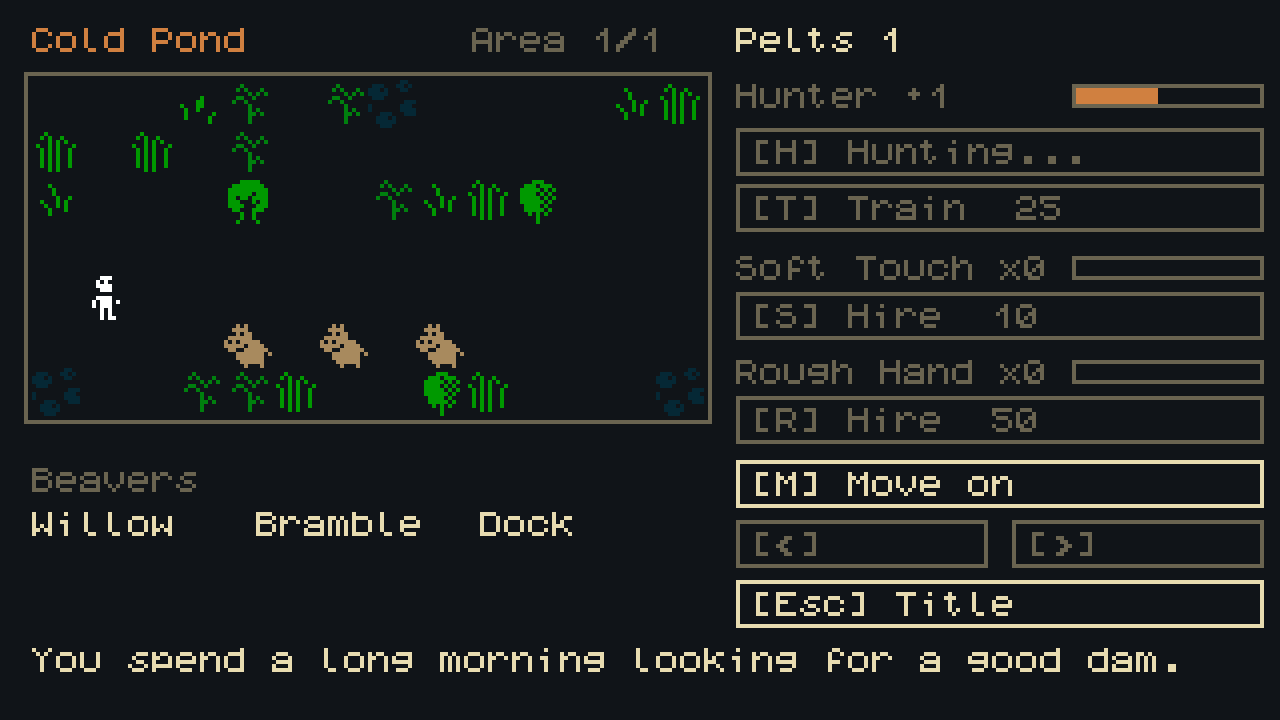 Cold Pond
Area 1/1
Pelts 1
Hunter +1
[H] Hunting...
[T] Train 25
Soft Touch x0
[S] Hire 10
Rough Hand x0
[R] Hire 50
[M] Move on
[<] [>]
[Esc] Title
Beavers
Willow Bramble Dock
You spend a long morning looking for a good dam.